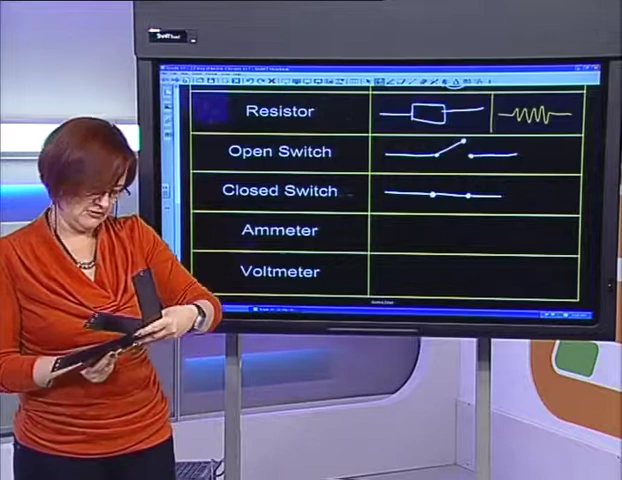 Resistor
Open Switch
Closed Switch
Ammeter
Voltmeter